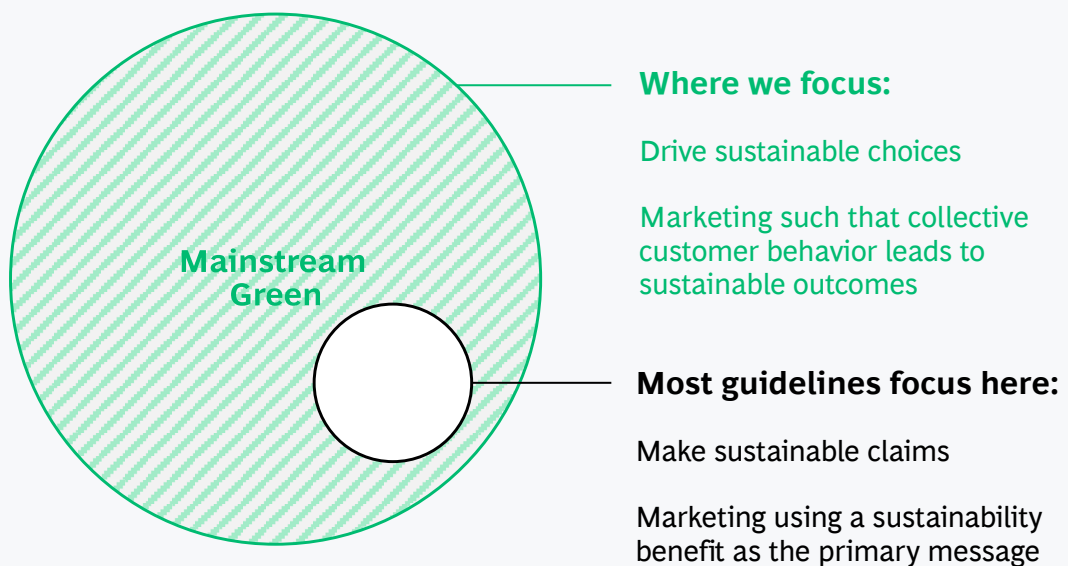 Where we focus:
Drive sustainable choices
Marketing such that collective
customer behavior leads to
sustainable outcomes
Mainstream
Green
Most guidelines focus here:
Make sustainable claims
Marketing using a sustainability
benefit as the primary message